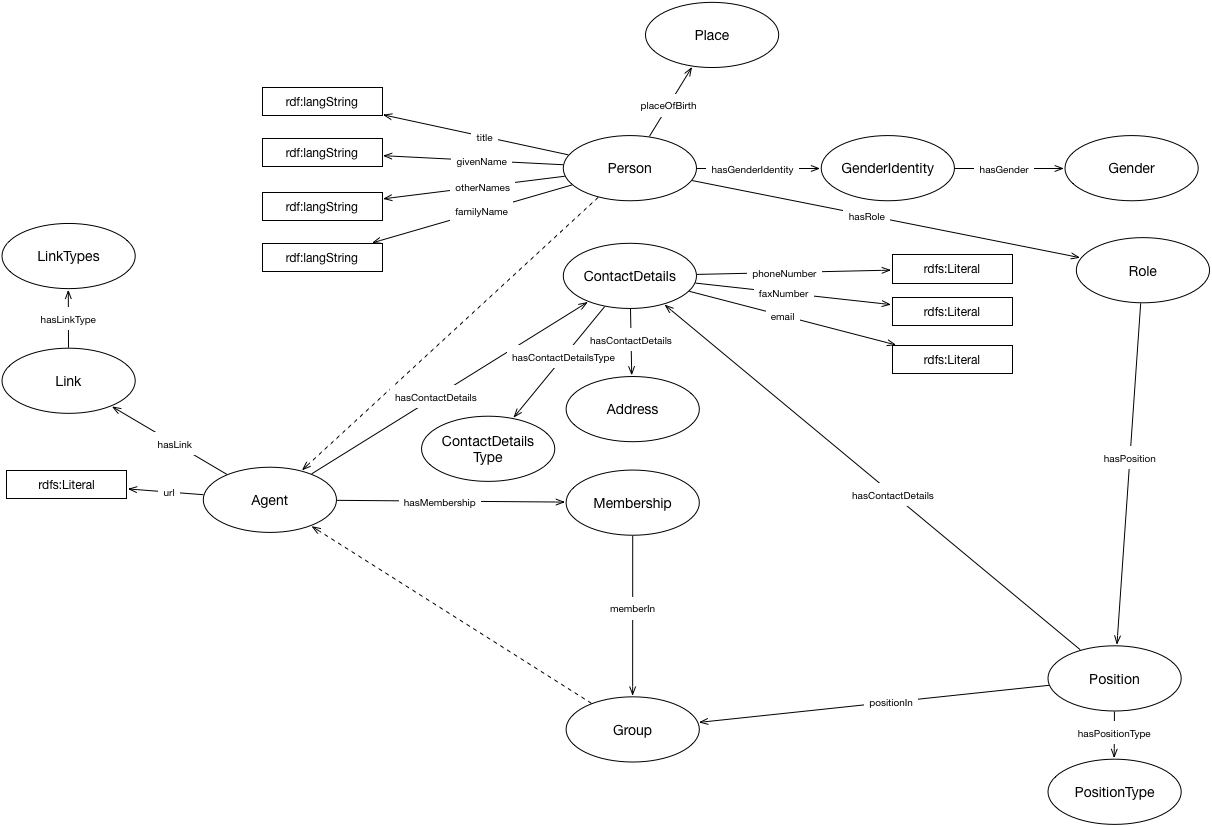 Place
placeOfBirth
rdf:langString
title
rdf:langString
givenName
Person
hasGenderIdentity
GenderIdentity
hasGender
Gender
otherNames
rdf:langString
familyName
hasRole
rdf:langString
LinkTypes
ContactDetails
phoneNumber
rdfs:Literal
Role
faxNumber
rdfs:Literal
email
hasLinkType
hasContactDetails
hasContactDetailsType
rdfs:Literal
Link
hasContactDetails
Address
ContactDetails
Type
hasLink
hasPosition
rdfs:Literal
url
Agent
hasMembership
Membership
hasContactDetails
memberIn
Position
positionIn
Group
hasPositionType
PositionType